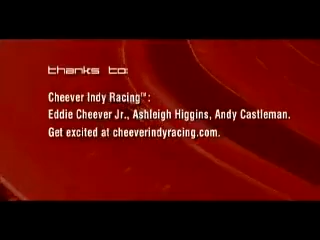 thanks to:
Cheever Indy Racing™:
Eddie Cheever Jr., Ashleigh Higgins, Andy Castleman.
Get excited at cheeverindyracing.com.